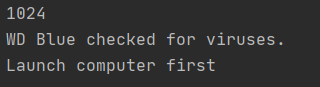 1024
WD Blue checked for viruses.
Launch computer first